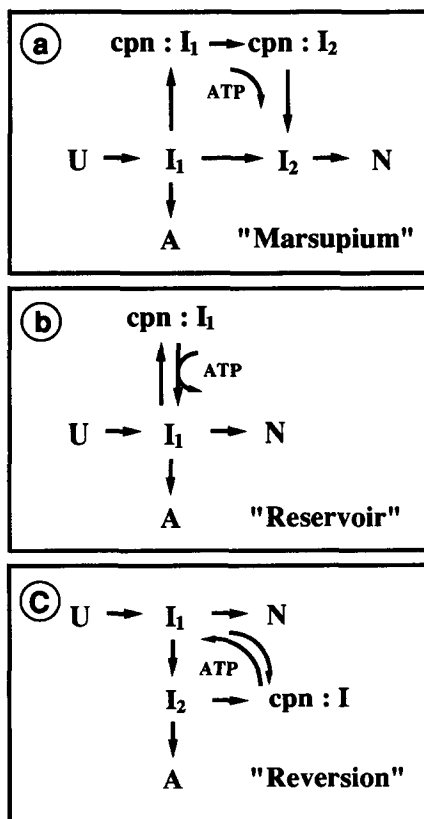 a
cpn : I₁ → cpn : I₂
ATP
U → I₁ → I₂ → N
A "Marsupium"
b
cpn : I₁
ATP
U → I₁ → N
A "Reservoir"
C
U → I₁ → N
ATP
I₂ → cpn : I
A "Reversion"